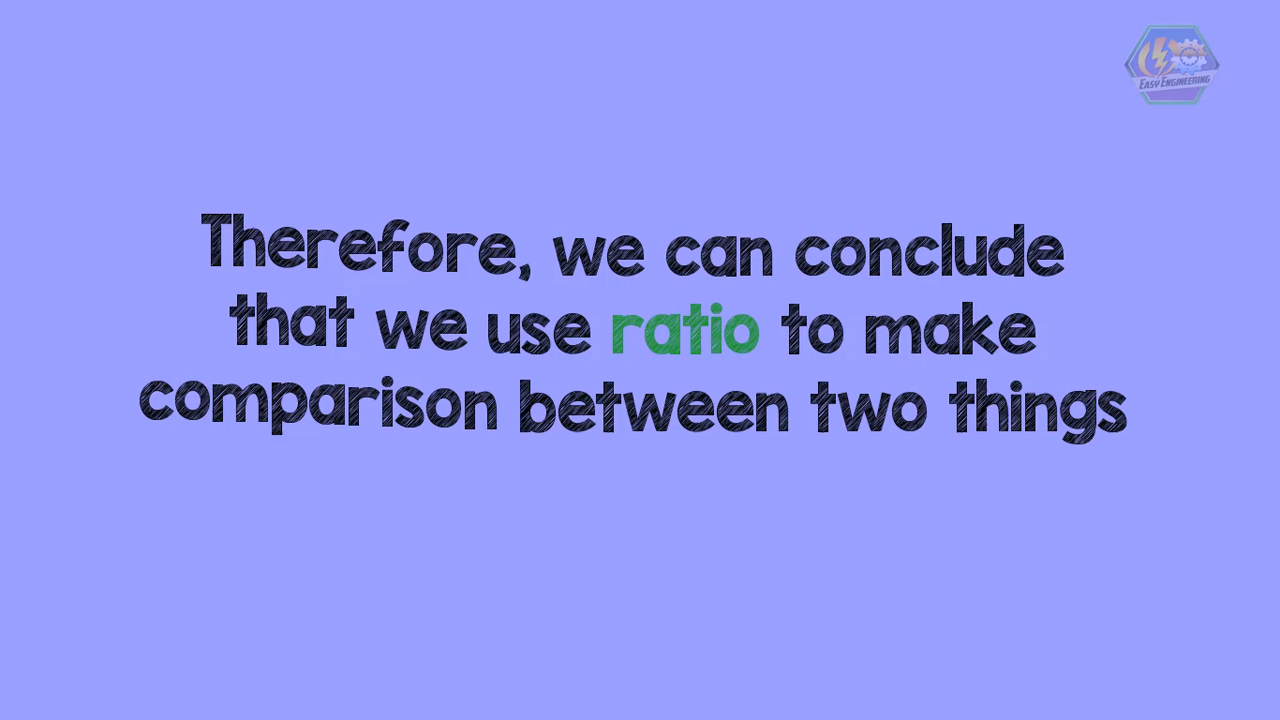 Easy Engineering
Therefore, we can conclude
that we use ratio to make
comparison between two things